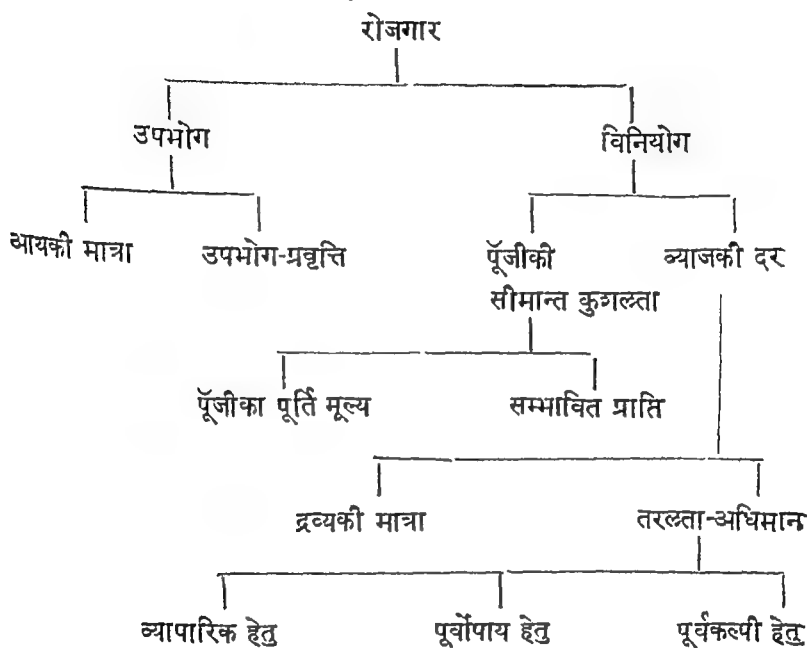 रोजगार
उपभोग विनियोग
आयकी मात्रा उपभोग-प्रवृत्ति पूँजीकी ब्याजकी दर
सीमान्त कुशलता
पूँजीका पूर्ति मूल्य सम्भावित प्राप्ति
द्रव्यकी मात्रा तरलता-अधिमान
व्यापारिक हेतु पूर्वोपाय हेतु पूर्वकल्पी हेतु